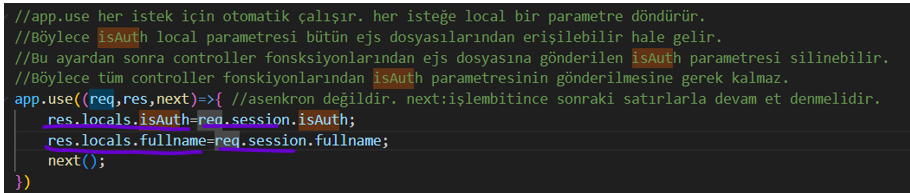 //app.use her istek için otomatik çalışır. her isteğe local bir parametre döndürür.
//Böylece isAuth local parametresi bütün ejs dosyasılarından erişilebilir hale gelir.
//Bu ayardan sonra controller fonsksiyonlarından ejs dosyasına gönderilen isAuth parametresi silinebilir.
//Böylece tüm controller fonskiyonlarından isAuth parametresinin gönderilmesine gerek kalmaz.
app.use((req,res,next)=>{ //asenkron değildir. next:işlembitince sonraki satırlarla devam et denmelidir.
res.locals.isAuth=req.session.isAuth;
res.locals.fullname=req.session.fullname;
next();
})